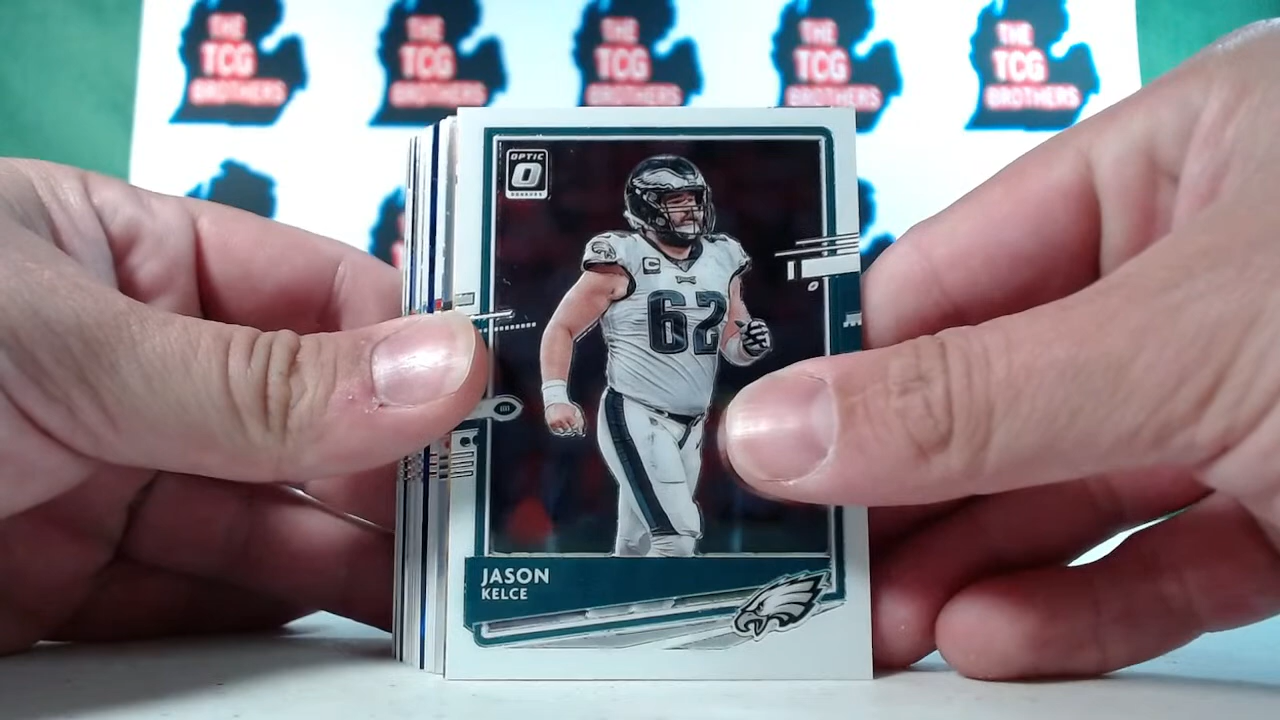 THE
TCG
BROTHERS
THE
TCG
BROTHERS
THE
TCG
BROTHERS
THE
TCG
BROTHERS
THE
TCG
BROTHERS
OPTIC
C
62
JASON
KELCE